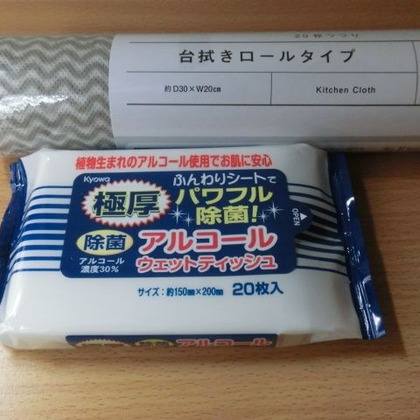 台拭きロールタイプ
約D30×W20cm
Kitchen Cloth
植物生まれのアルコール使用でお肌に安心
Kyowa
極厚
ふんわりシートで
パワフル
除菌!
OPEN
除菌
アルコール
濃度30%
アルコール
ウェットティッシュ
サイズ:約150mm×200mm
20枚入